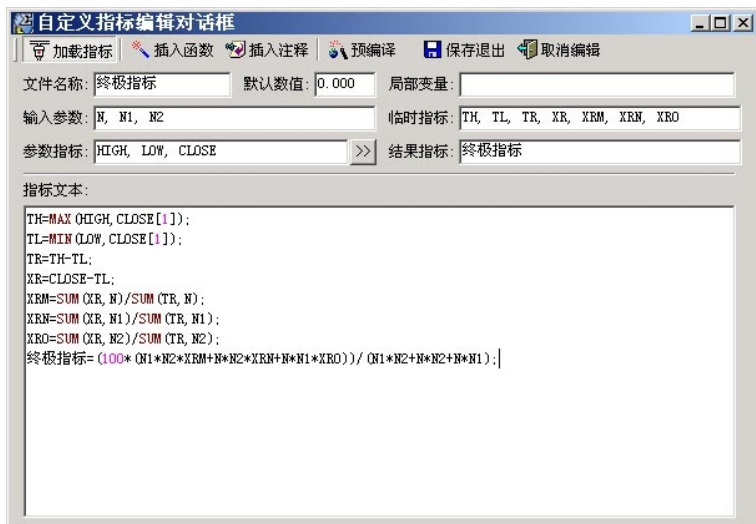 自定义指标编辑对话框
加载指标 插入函数 插入注释 预编译 保存退出 取消编辑
文件名称: 终极指标 默认数值: 0.000 局部变量:
输入参数: N, N1, N2 临时指标: TH, TL, TR, XR, XRM, XRN, XRO
参数指标: HIGH, LOW, CLOSE >> 结果指标: 终极指标
指标文本:
TH=MAX(HIGH,CLOSE[1]);
TL=MIN(LOW,CLOSE[1]);
TR=TH-TL;
XR=CLOSE-TL;
XRM=SUM(XR,N)/SUM(TR,N);
XRN=SUM(XR,N1)/SUM(TR,N1);
XRO=SUM(XR,N2)/SUM(TR,N2);
终极指标=(100*(N1*N2*XRM+N*N2*XRN+N*N1*XRO))/(N1*N2+N*N2+N*N1);